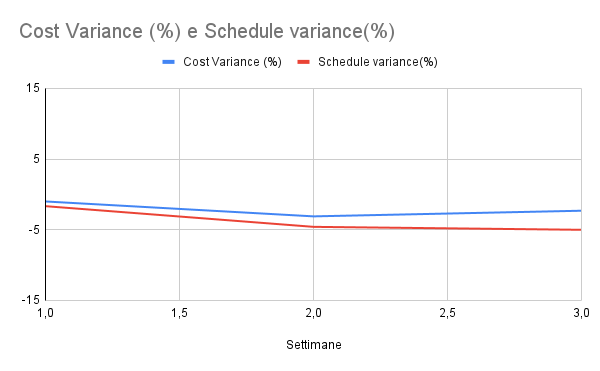 Cost Variance (%) e Schedule variance(%)
Cost Variance (%) Schedule variance(%)
15
5
-5
-15
1,0 1,5 2,0 2,5 3,0
Settimane